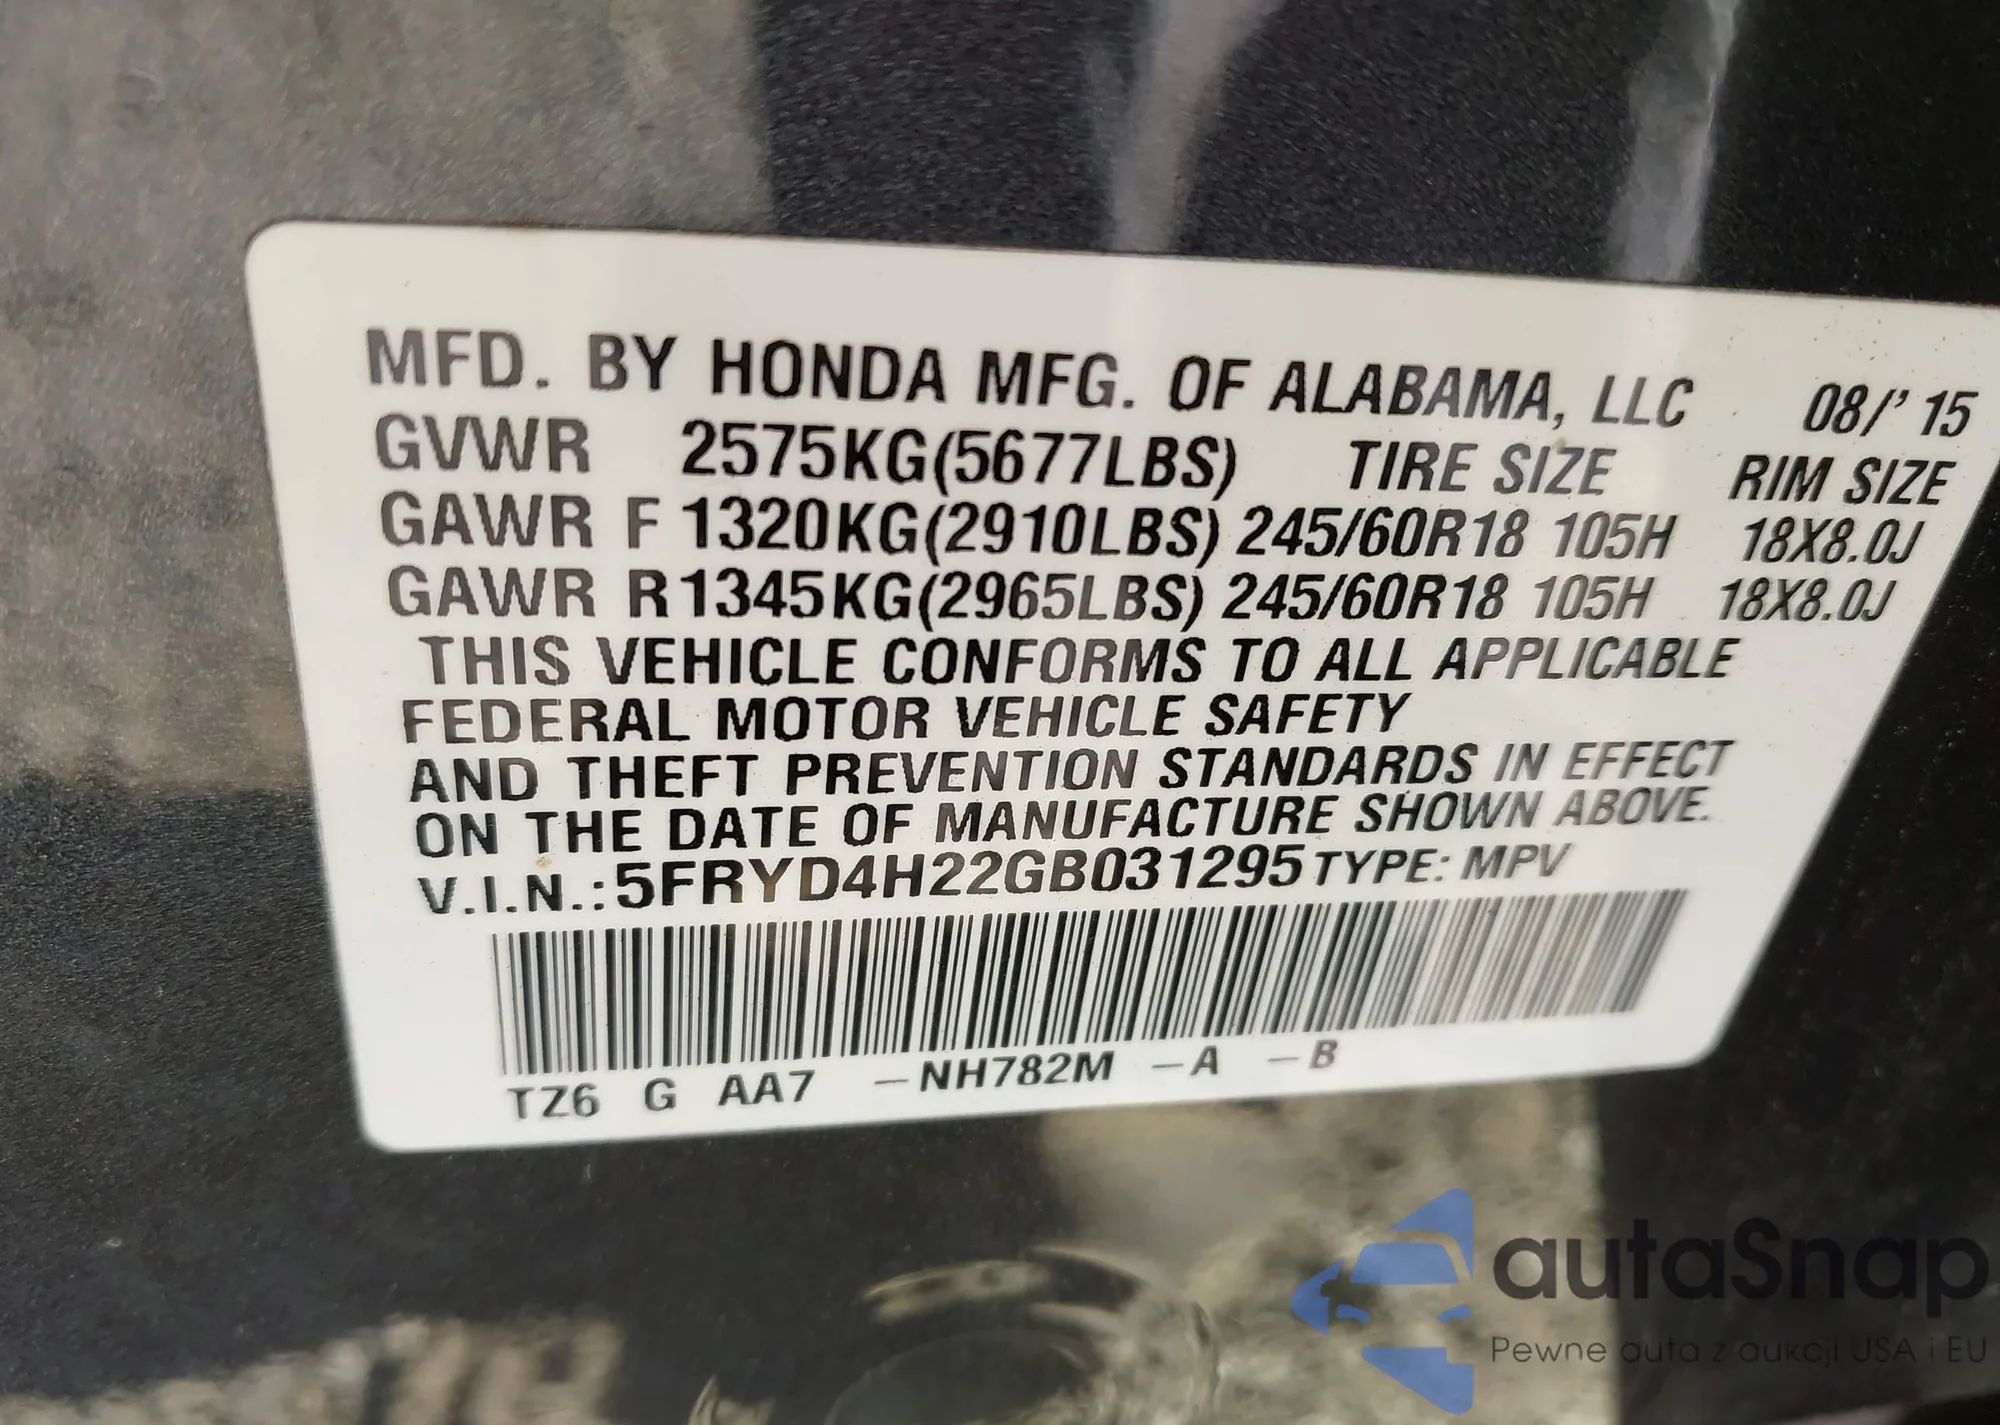 MFD. BY HONDA MFG. OF ALABAMA, LLC 08/'15
GVWR 2575KG(5677LBS) TIRE SIZE RIM SIZE
GAWR F 1320KG(2910LBS) 245/60R18 105H 18X8.0J
GAWR R 1345KG(2965LBS) 245/60R18 105H 18X8.0J
THIS VEHICLE CONFORMS TO ALL APPLICABLE
FEDERAL MOTOR VEHICLE SAFETY
AND THEFT PREVENTION STANDARDS IN EFFECT
ON THE DATE OF MANUFACTURE SHOWN ABOVE.
V.I.N.:5FRYD4H22GB031295 TYPE: MPV
TZ6 G AA7 -NH782M -A -B
autaSnap
Pewne auta z aukcji USA i EU